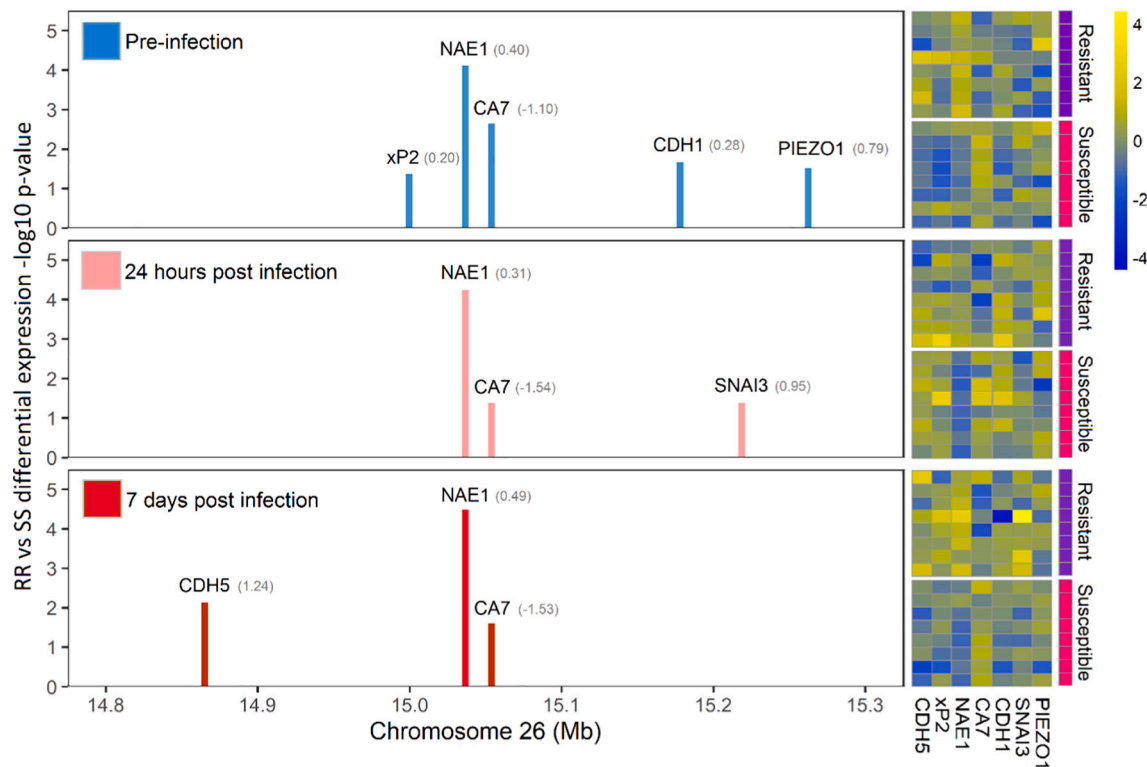 RR vs SS differential expression -log10 p-value
5
4
3
2
1
0
Pre-infection
xP2 (0.20)
NAE1 (0.40)
CA7 (-1.10)
CDH1 (0.28)
PIEZO1 (0.79)
Resistant
Susceptible
4
2
0
-2
-4
5
4
3
2
1
0
24 hours post infection
NAE1 (0.31)
CA7 (-1.54)
SNAI3 (0.95)
Resistant
Susceptible
5
4
3
2
1
0
7 days post infection
CDH5 (1.24)
NAE1 (0.49)
CA7 (-1.53)
Resistant
Susceptible
14.8 14.9 15.0 15.1 15.2 15.3
Chromosome 26 (Mb)
CDH5
xP2
NAE1
CA7
CDH1
SNAI3
PIEZO1